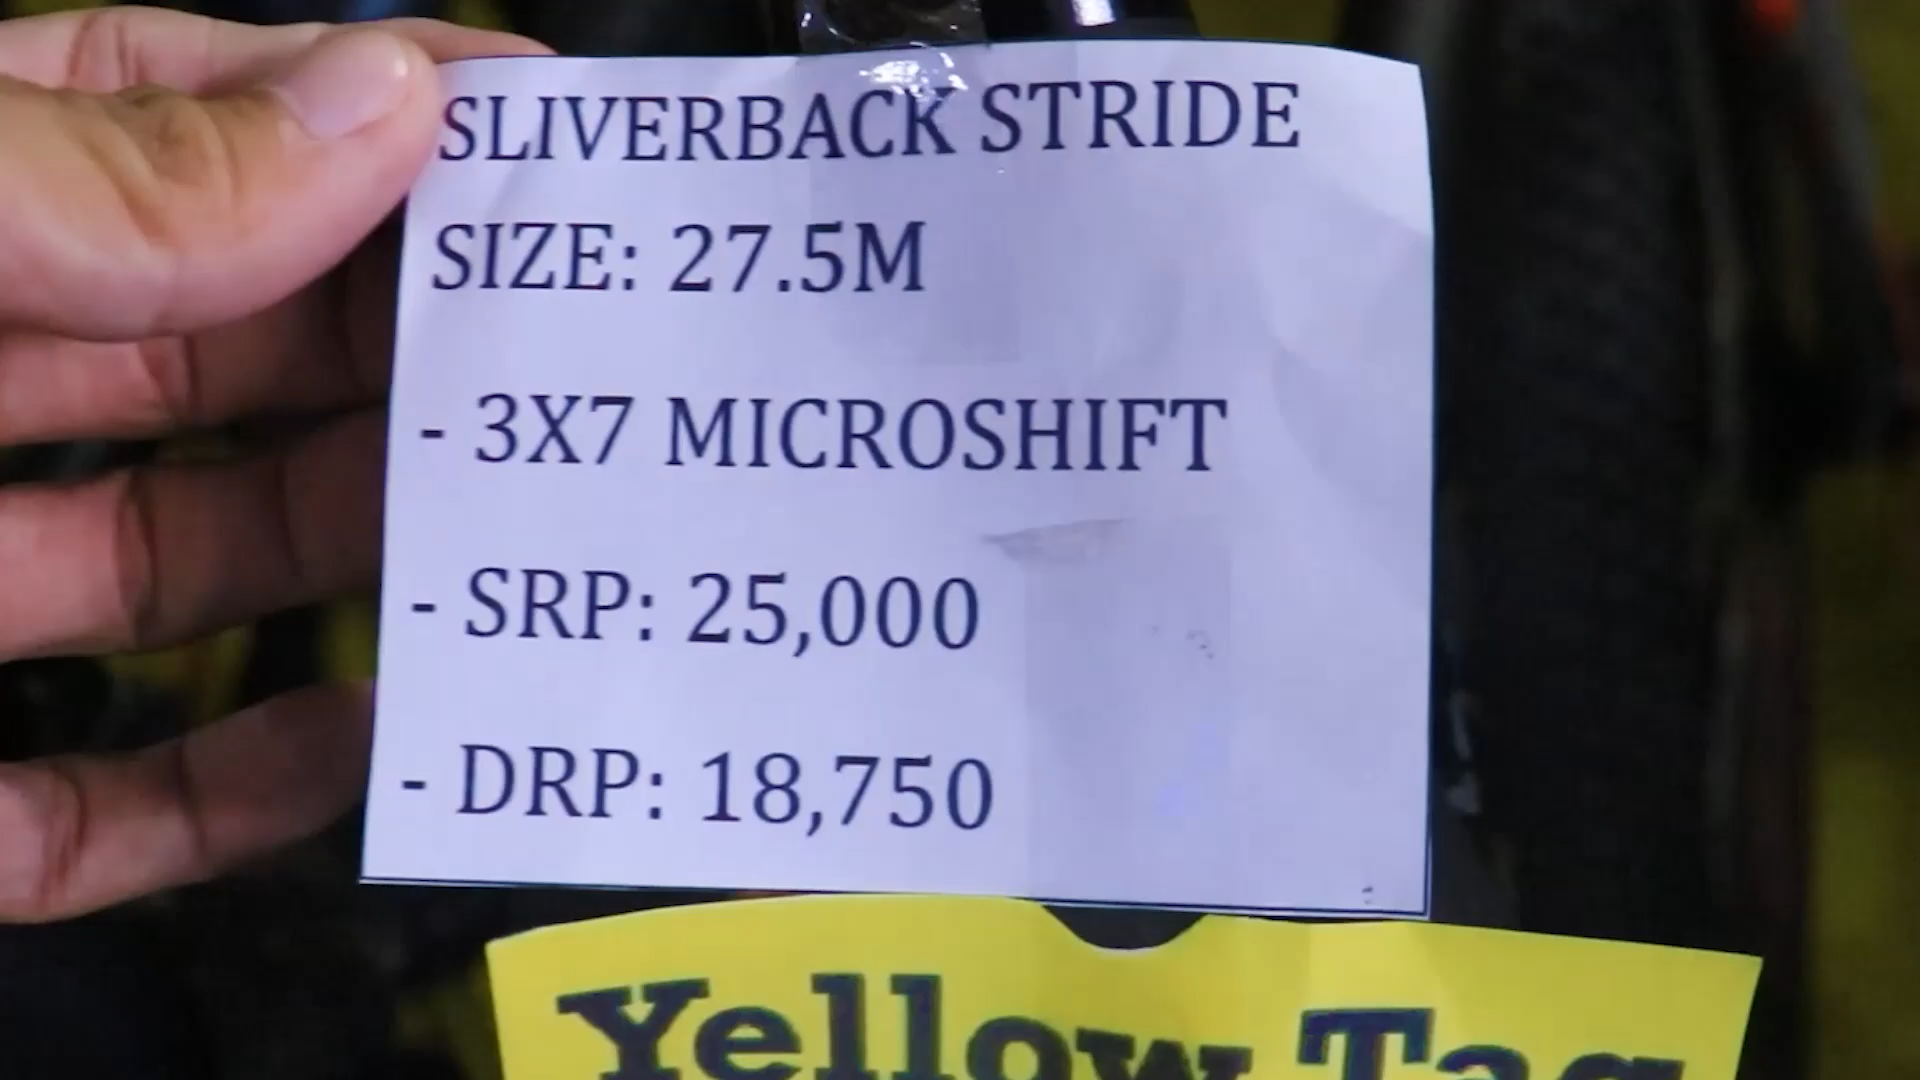 SLIVERBACK STRIDE
SIZE: 27.5M
- 3X7 MICROSHIFT
- SRP: 25,000
- DRP: 18,750
Yellow Tag